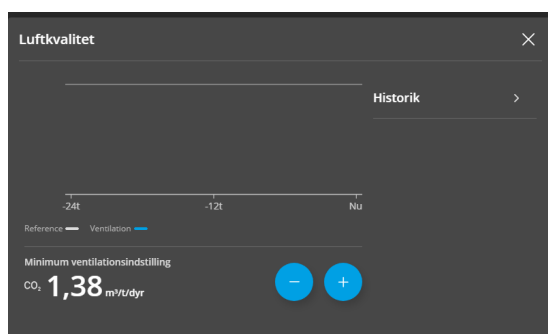 Luftkvalitet
Historik
-24t -12t Nu
Reference Ventilation
Minimum ventilationsindstilling
CO₂ 1,38 m³/t/dyr